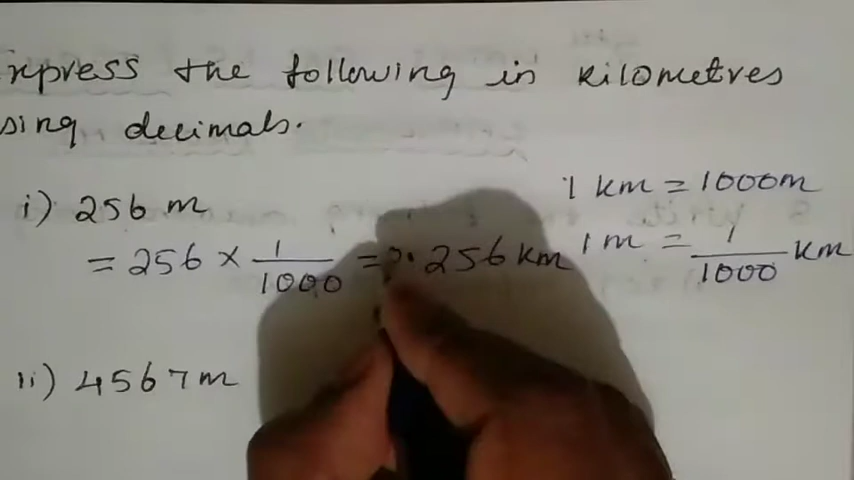 xpress the following in kilometres
sing decimals.
i) 256 m
= 256 × 1/1000 = 0.256 km
1 km = 1000m
1 m = 1/1000 km
ii) 4567m